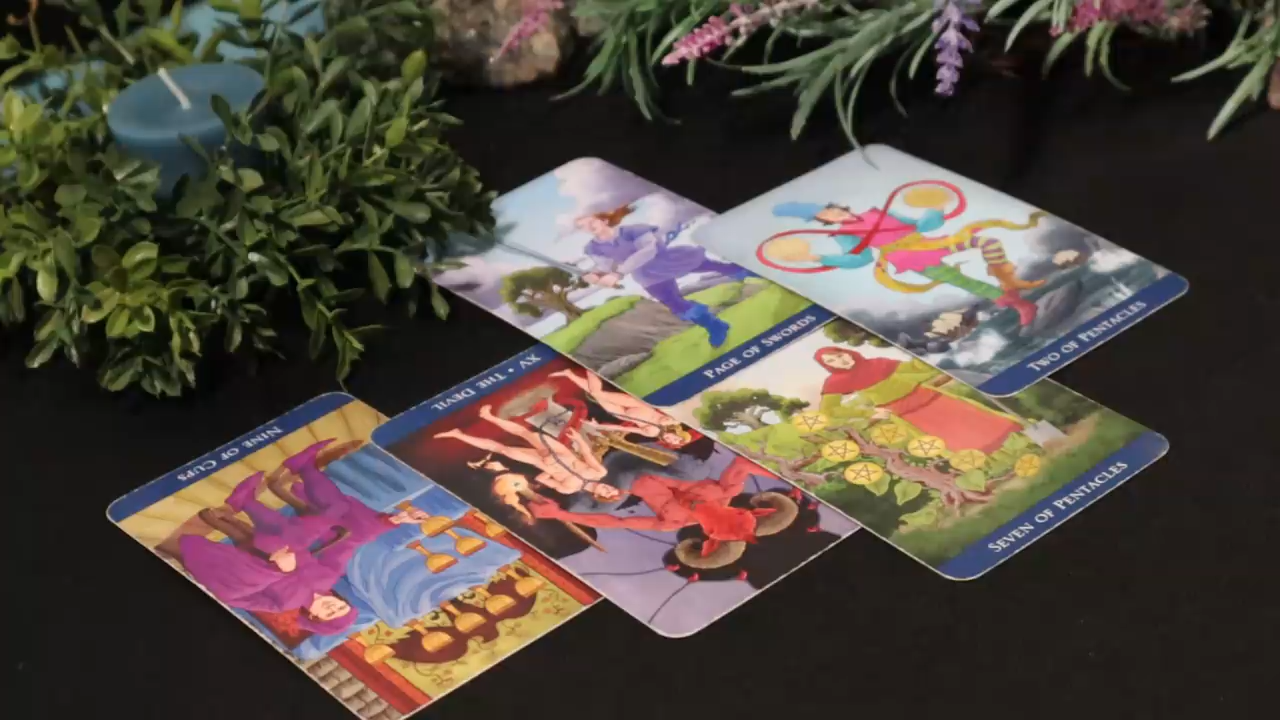 PAGE OF SWORDS
TWO OF PENTACLES
XV • THE DEVIL
NINE OF CUPS
SEVEN OF PENTACLES